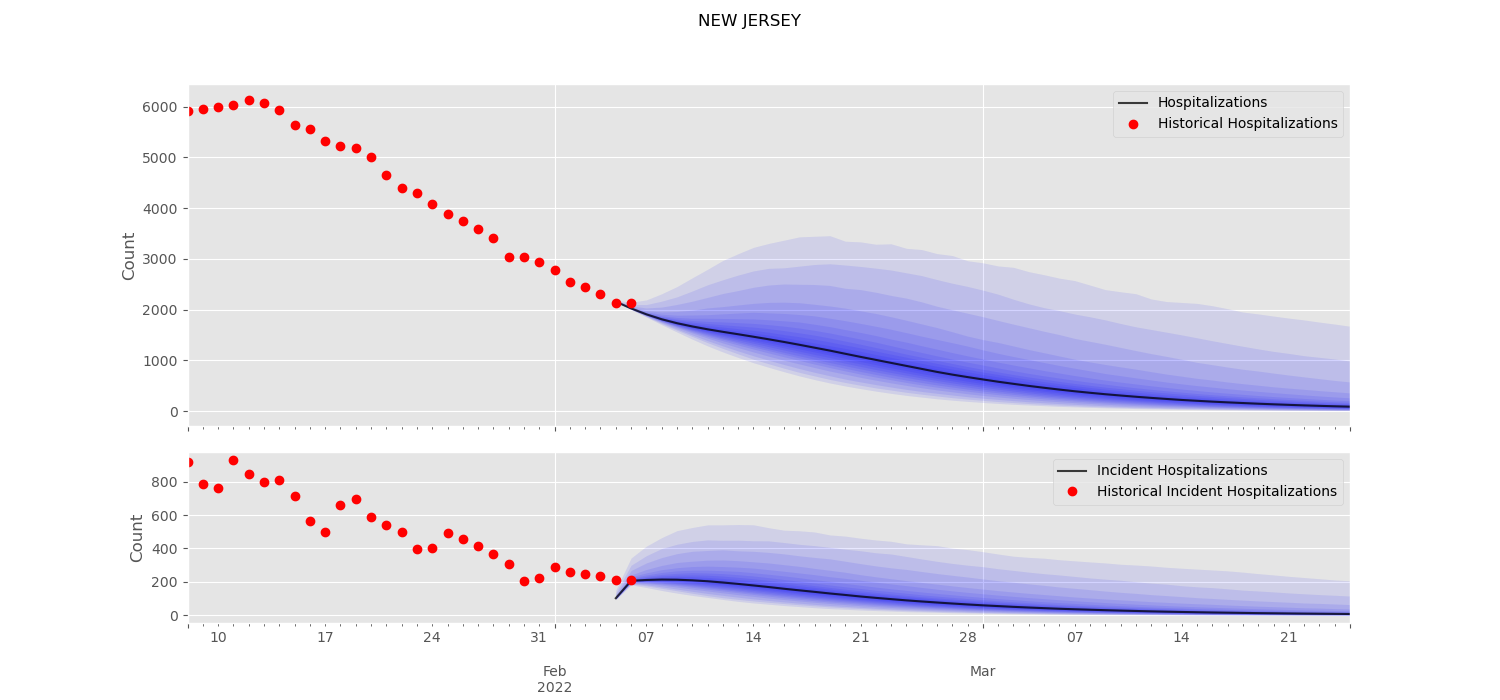 NEW JERSEY
6000
5000
4000
3000
2000
1000
0
Count
Hospitalizations
Historical Hospitalizations
800
600
400
200
0
Count
Incident Hospitalizations
Historical Incident Hospitalizations
10 17 24 31 07 14 21 28 07 14 21
Feb Mar
2022